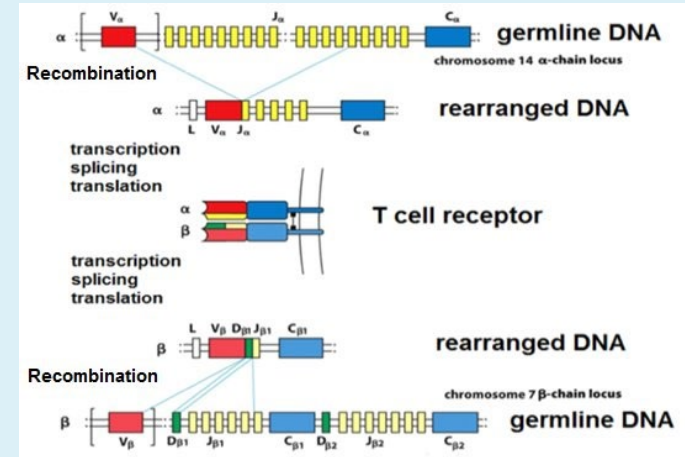 Vα Jα Cα
α germline DNA
chromosome 14 α-chain locus
Recombination
α rearranged DNA
L Vα Jα Cα
transcription
splicing
translation
α
T cell receptor
β
transcription
splicing
translation
L Vβ Dβ1 Jβ1 Cβ1
β rearranged DNA
Recombination
chromosome 7 β-chain locus
β germline DNA
Vβ Dβ1 Jβ1 Cβ1 Dβ2 Jβ2 Cβ2